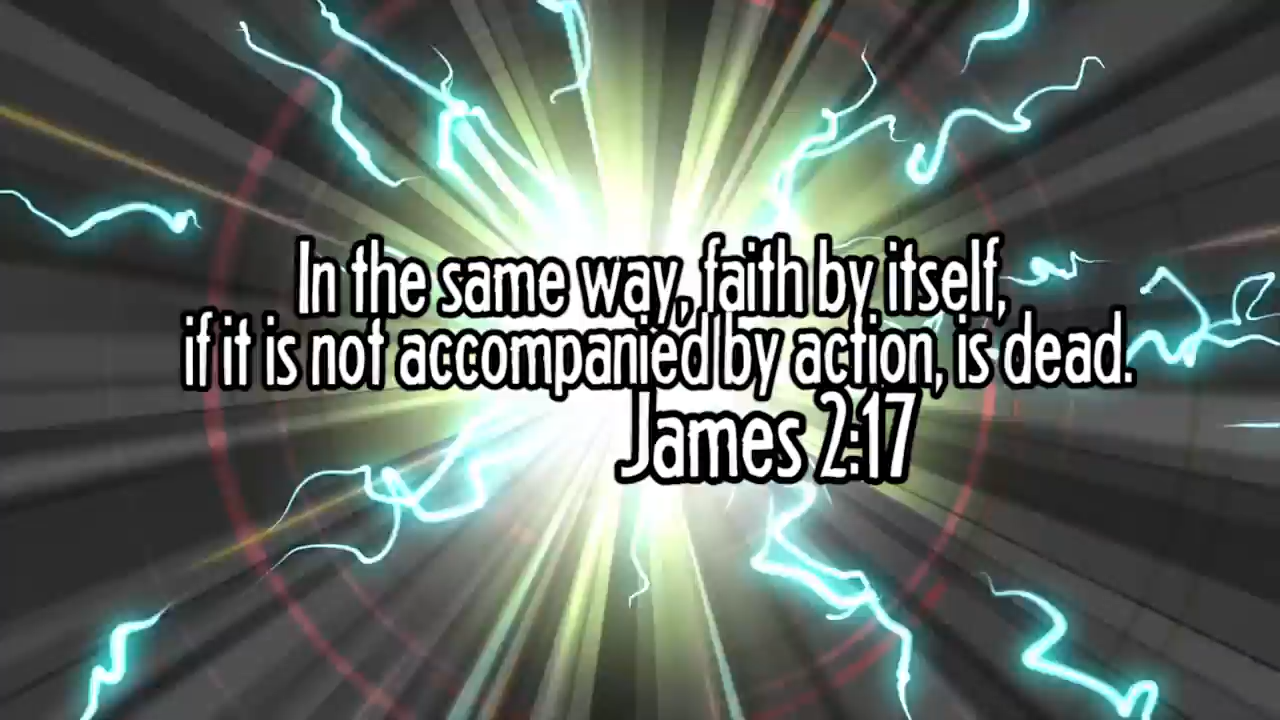 In the same way, faith by itself,
if it is not accompanied by action, is dead.
James 2:17